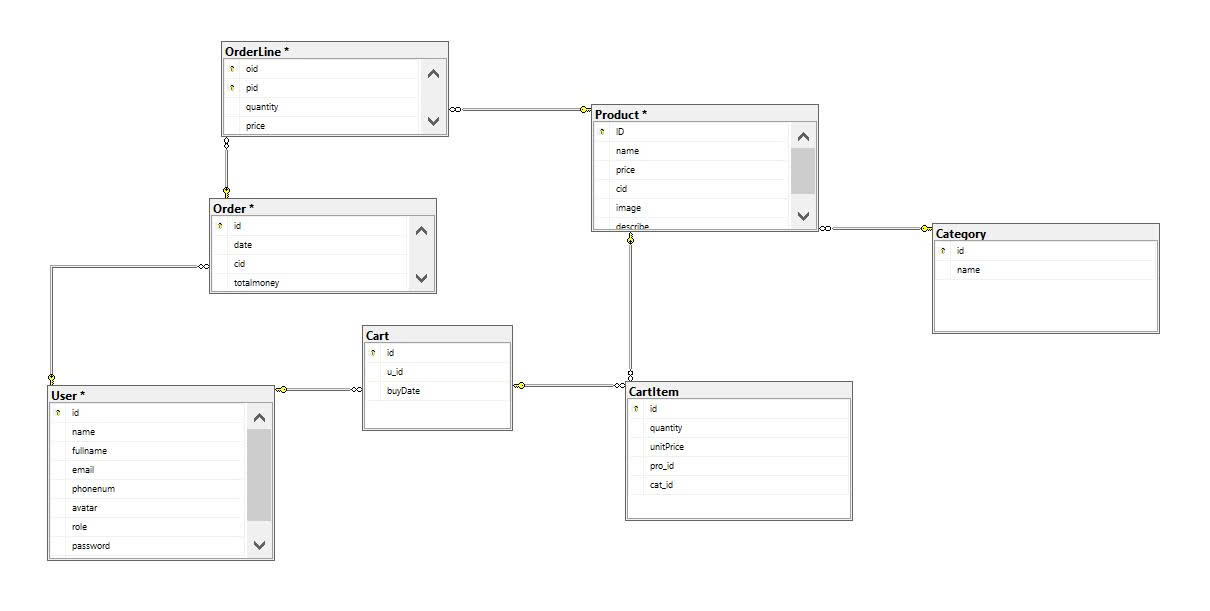 OrderLine *
oid
pid
quantity
price
Product *
ID
name
price
cid
image
describe
Order *
id
date
cid
totalmoney
Category
id
name
Cart
id
u_id
buyDate
User *
id
name
fullname
email
phonenum
avatar
role
password
CartItem
id
quantity
unitPrice
pro_id
cat_id